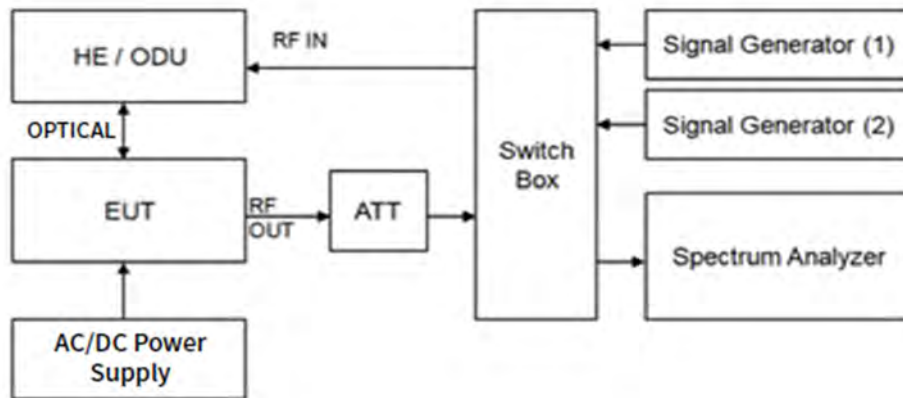 HE / ODU
RF IN
Signal Generator (1)
OPTICAL
Signal Generator (2)
Switch
Box
EUT
RF
OUT
ATT
Spectrum Analyzer
AC/DC Power
Supply